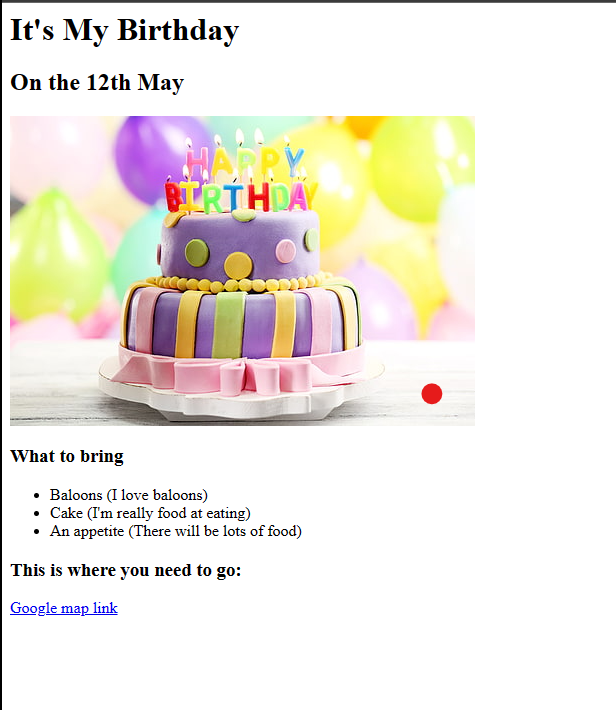 It's My Birthday
On the 12th May
HAPPY
BIRTHDAY
What to bring
Baloons (I love baloons)
Cake (I'm really food at eating)
An appetite (There will be lots of food)
This is where you need to go:
Google map link